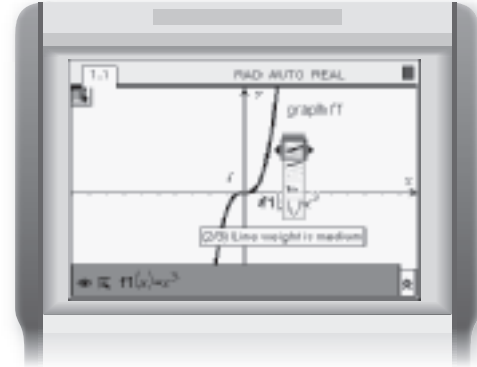 1.1 RAD AUTO REAL
y
graph f1
x
(2/3) Line weight is medium
f1(x)=x³